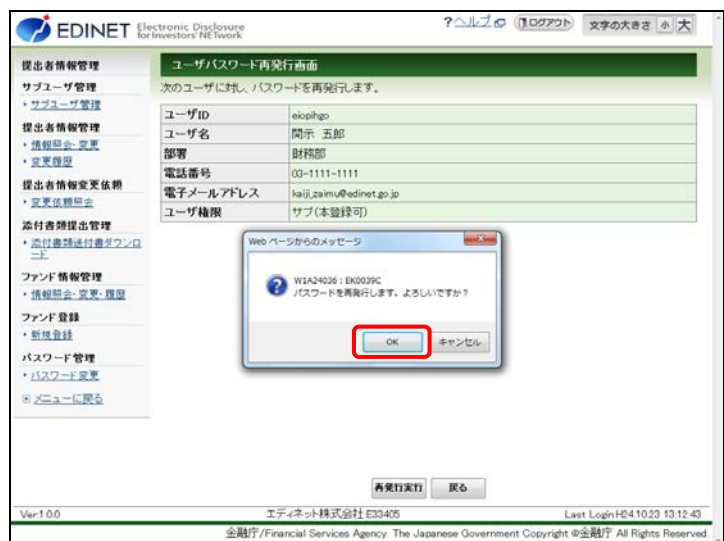 EDINET Electronic Disclosure for Investors' NETwork
?ヘルプ ログアウト 文字の大きさ 小 大
提出者情報管理
サブユーザ管理
サブユーザ管理
提出者情報管理
情報照会・変更
変更履歴
提出者情報変更依頼
変更依頼照会
添付書類提出管理
添付書類送付書ダウンロ
ード
ファンド情報管理
情報照会・変更・履歴
ファンド登録
新規登録
パスワード管理
パスワード変更
メニューに戻る
ユーザパスワード再発行画面
次のユーザに対し、パスワードを再発行します。
ユーザID eiopihgo
ユーザ名 開示 五郎
部署 財務部
電話番号 03-1111-1111
電子メールアドレス kaiji_zaimu@edinet.go.jp
ユーザ権限 サブ(本登録可)
Web ページからのメッセージ
W1A24036 : EK0039C
パスワードを再発行します。よろしいですか?
OK キャンセル
再発行実行 戻る
Ver.1.0.0 エディネット株式会社 E33405 Last Login:H24.10.23 13:12:43
金融庁/Financial Services Agency. The Japanese Government Copyright ©金融庁 All Rights Reserved.